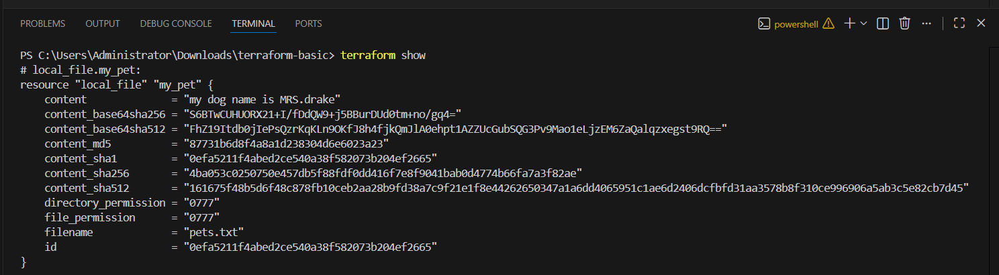 PROBLEMS OUTPUT DEBUG CONSOLE TERMINAL PORTS powershell
PS C:\Users\Administrator\Downloads\terraform-basic> terraform show
# local_file.my_pet:
resource "local_file" "my_pet" {
    content              = "my dog name is MRS.drake"
    content_base64sha256 = "S6BTwCUHUORX21+I/fDdQW9+j5BBurDUd0tm+no/gq4="
    content_base64sha512 = "FhZ19Itdb0jIePsQzrKqKLn9OKfJ8h4fjkQmJlA0ehpt1AZZUcGubSQG3Pv9Mao1eLjzEM6ZaQalqzxegst9RQ=="
    content_md5          = "87731b6d8f4a8a1d238304d6e6023a23"
    content_sha1         = "0efa5211f4abed2ce540a38f582073b204ef2665"
    content_sha256       = "4ba053c0250750e457db5f88fdf0dd416f7e8f9041bab0d4774b66fa7a3f82ae"
    content_sha512       = "161675f48b5d6f48c878fb10ceb2aa28b9fd38a7c9f21e1f8e44262650347a1a6dd4065951c1ae6d2406dcfbfd31aa3578b8f310ce996906a5ab3c5e82cb7d45"
    directory_permission = "0777"
    file_permission      = "0777"
    filename             = "pets.txt"
    id                   = "0efa5211f4abed2ce540a38f582073b204ef2665"
}